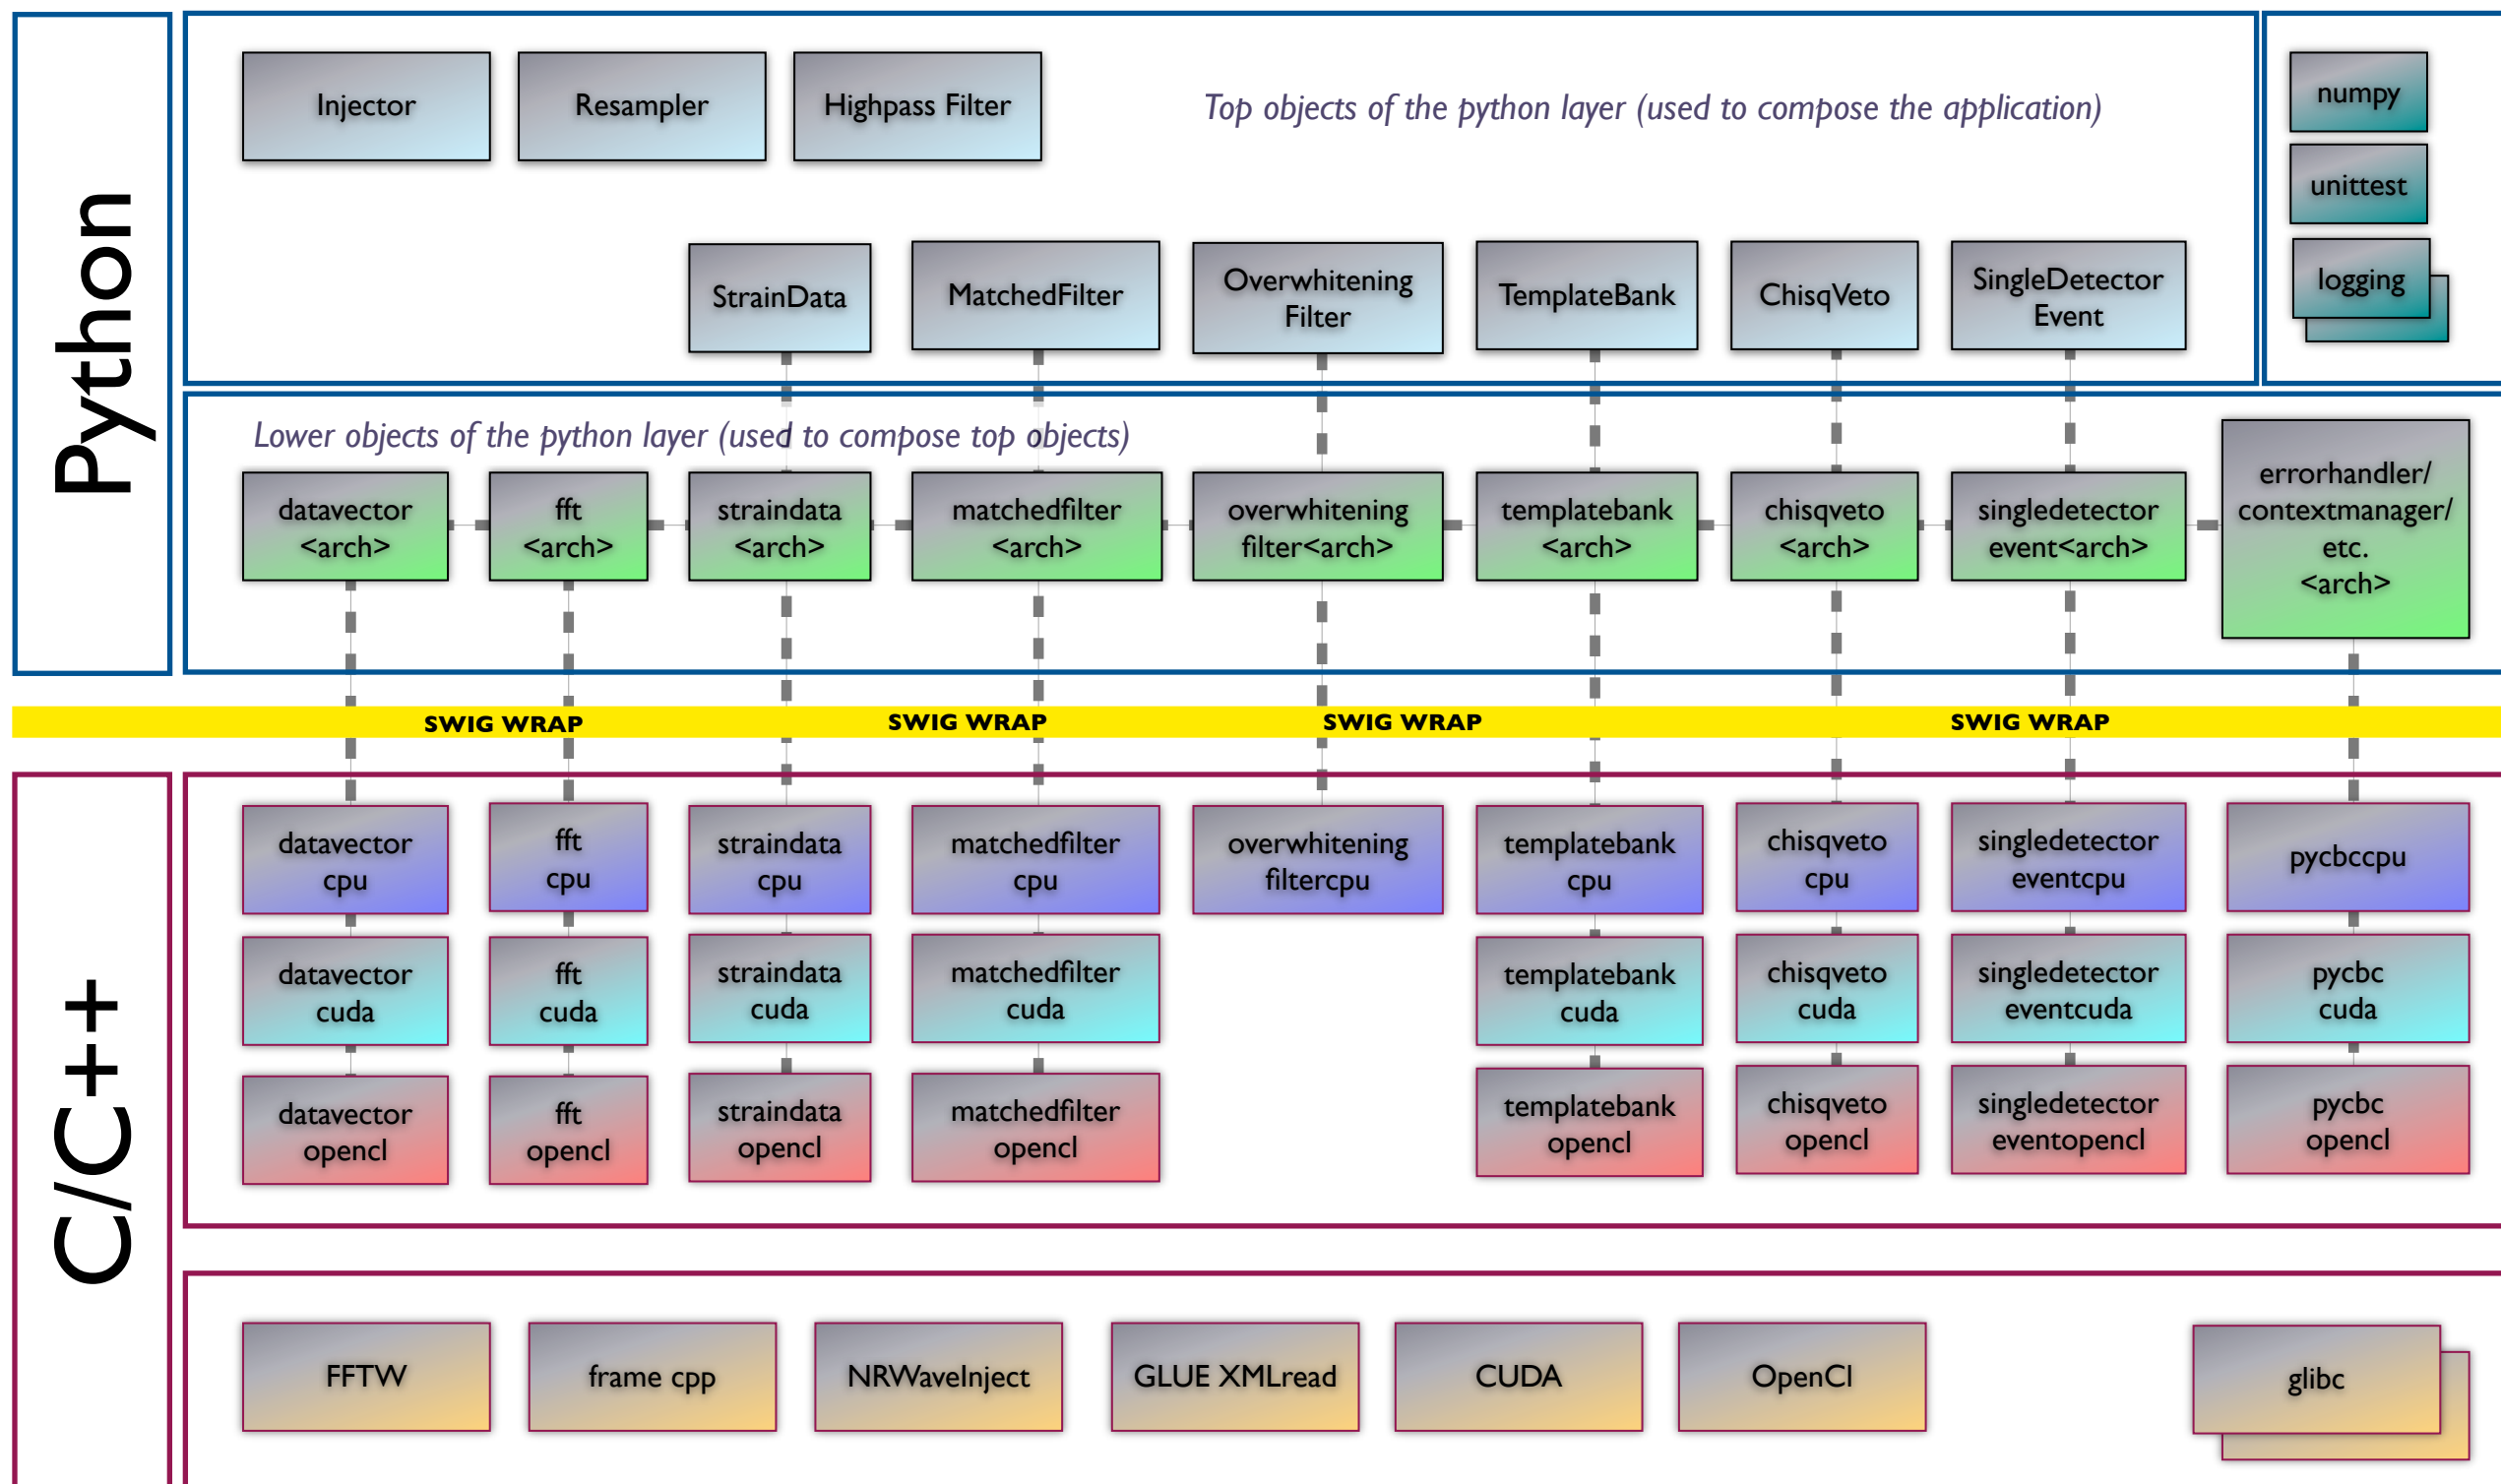 Python
Injector
Resampler
Highpass Filter
Top objects of the python layer (used to compose the application)
numpy
unittest
logging
StrainData
MatchedFilter
Overwhitening
Filter
TemplateBank
ChisqVeto
SingleDetector
Event
Lower objects of the python layer (used to compose top objects)
datavector
<arch>
fft
<arch>
straindata
<arch>
matchedfilter
<arch>
overwhitening
filter<arch>
templatebank
<arch>
chisqveto
<arch>
singledetector
event<arch>
errorhandler/
contextmanager/
etc.
<arch>
SWIG WRAP
SWIG WRAP
SWIG WRAP
SWIG WRAP
C/C++
datavector
cpu
fft
cpu
straindata
cpu
matchedfilter
cpu
overwhitening
filtercpu
templatebank
cpu
chisqveto
cpu
singledetector
eventcpu
pycbccpu
datavector
cuda
fft
cuda
straindata
cuda
matchedfilter
cuda
templatebank
cuda
chisqveto
cuda
singledetector
eventcuda
pycbc
cuda
datavector
opencl
fft
opencl
straindata
opencl
matchedfilter
opencl
templatebank
opencl
chisqveto
opencl
singledetector
eventopencl
pycbc
opencl
FFTW
frame cpp
NRWaveInject
GLUE XMLread
CUDA
OpenCl
glibc